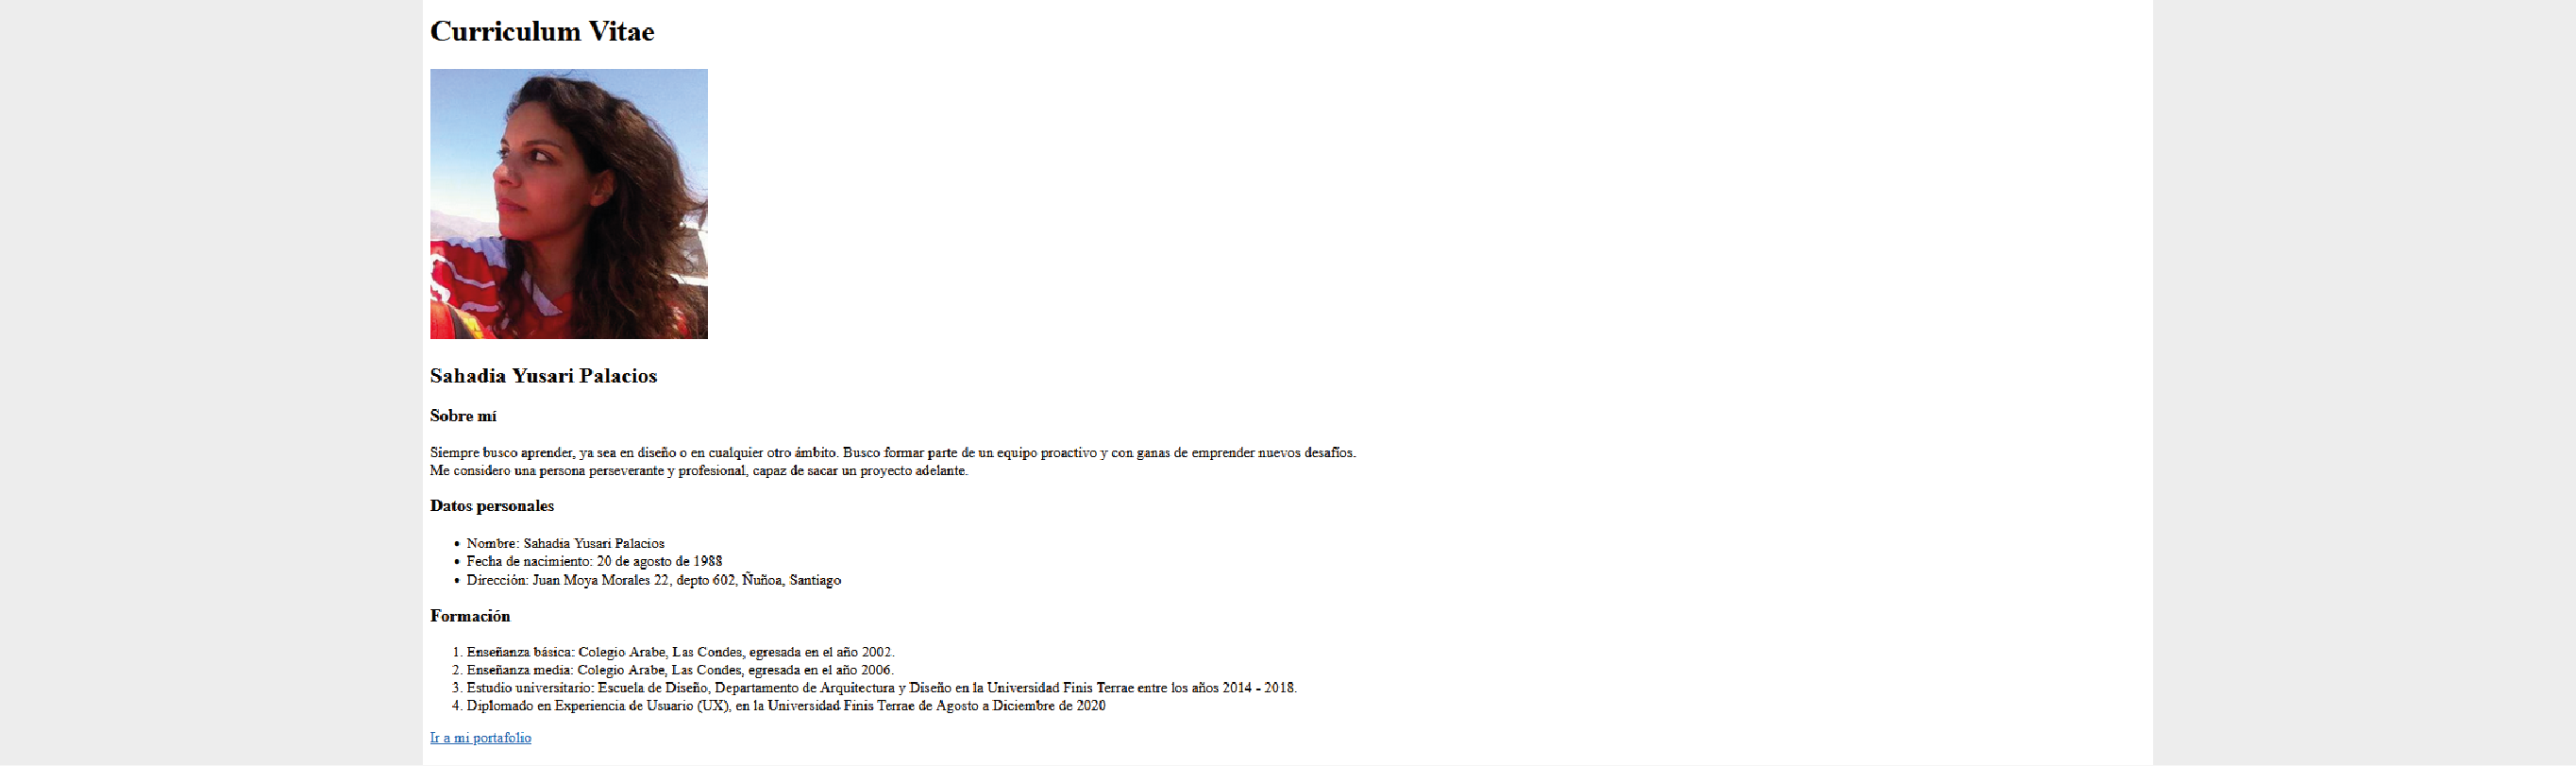 Curriculum Vitae
Sahadia Yusari Palacios
Sobre mí
Siempre busco aprender, ya sea en diseño o en cualquier otro ámbito. Busco formar parte de un equipo proactivo y con ganas de emprender nuevos desafíos.
Me considero una persona perseverante y profesional, capaz de sacar un proyecto adelante.
Datos personales
• Nombre: Sahadia Yusari Palacios
• Fecha de nacimiento: 20 de agosto de 1988
• Dirección: Juan Moya Morales 22, depto 602, Ñuñoa, Santiago
Formación
1. Enseñanza básica: Colegio Arabe, Las Condes, egresada en el año 2002.
2. Enseñanza media: Colegio Arabe, Las Condes, egresada en el año 2006.
3. Estudio universitario: Escuela de Diseño, Departamento de Arquitectura y Diseño en la Universidad Finis Terrae entre los años 2014 - 2018.
4. Diplomado en Experiencia de Usuario (UX), en la Universidad Finis Terrae de Agosto a Diciembre de 2020
Ir a mi portafolio